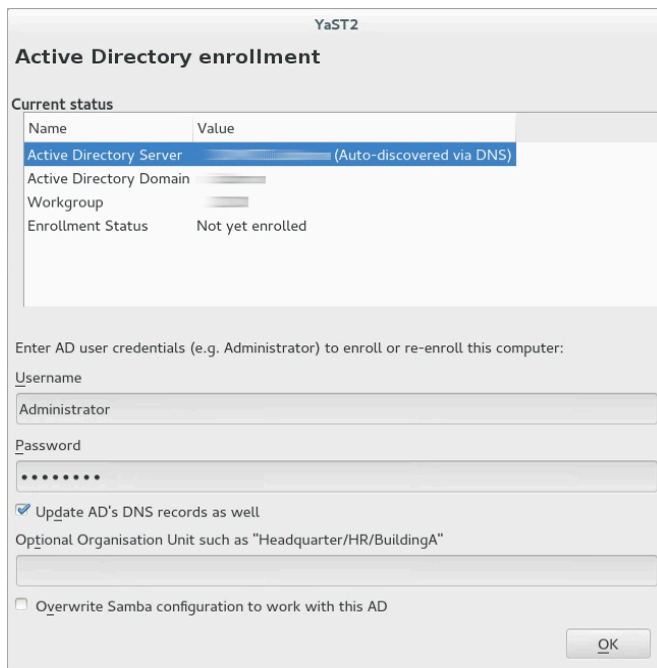 YaST2
Active Directory enrollment
Current status
Name Value
Active Directory Server (Auto-discovered via DNS)
Active Directory Domain
Workgroup
Enrollment Status Not yet enrolled
Enter AD user credentials (e.g. Administrator) to enroll or re-enroll this computer:
Username
Administrator
Password
••••••••
Update AD's DNS records as well
Optional Organisation Unit such as "Headquarter/HR/BuildingA"
Overwrite Samba configuration to work with this AD
OK